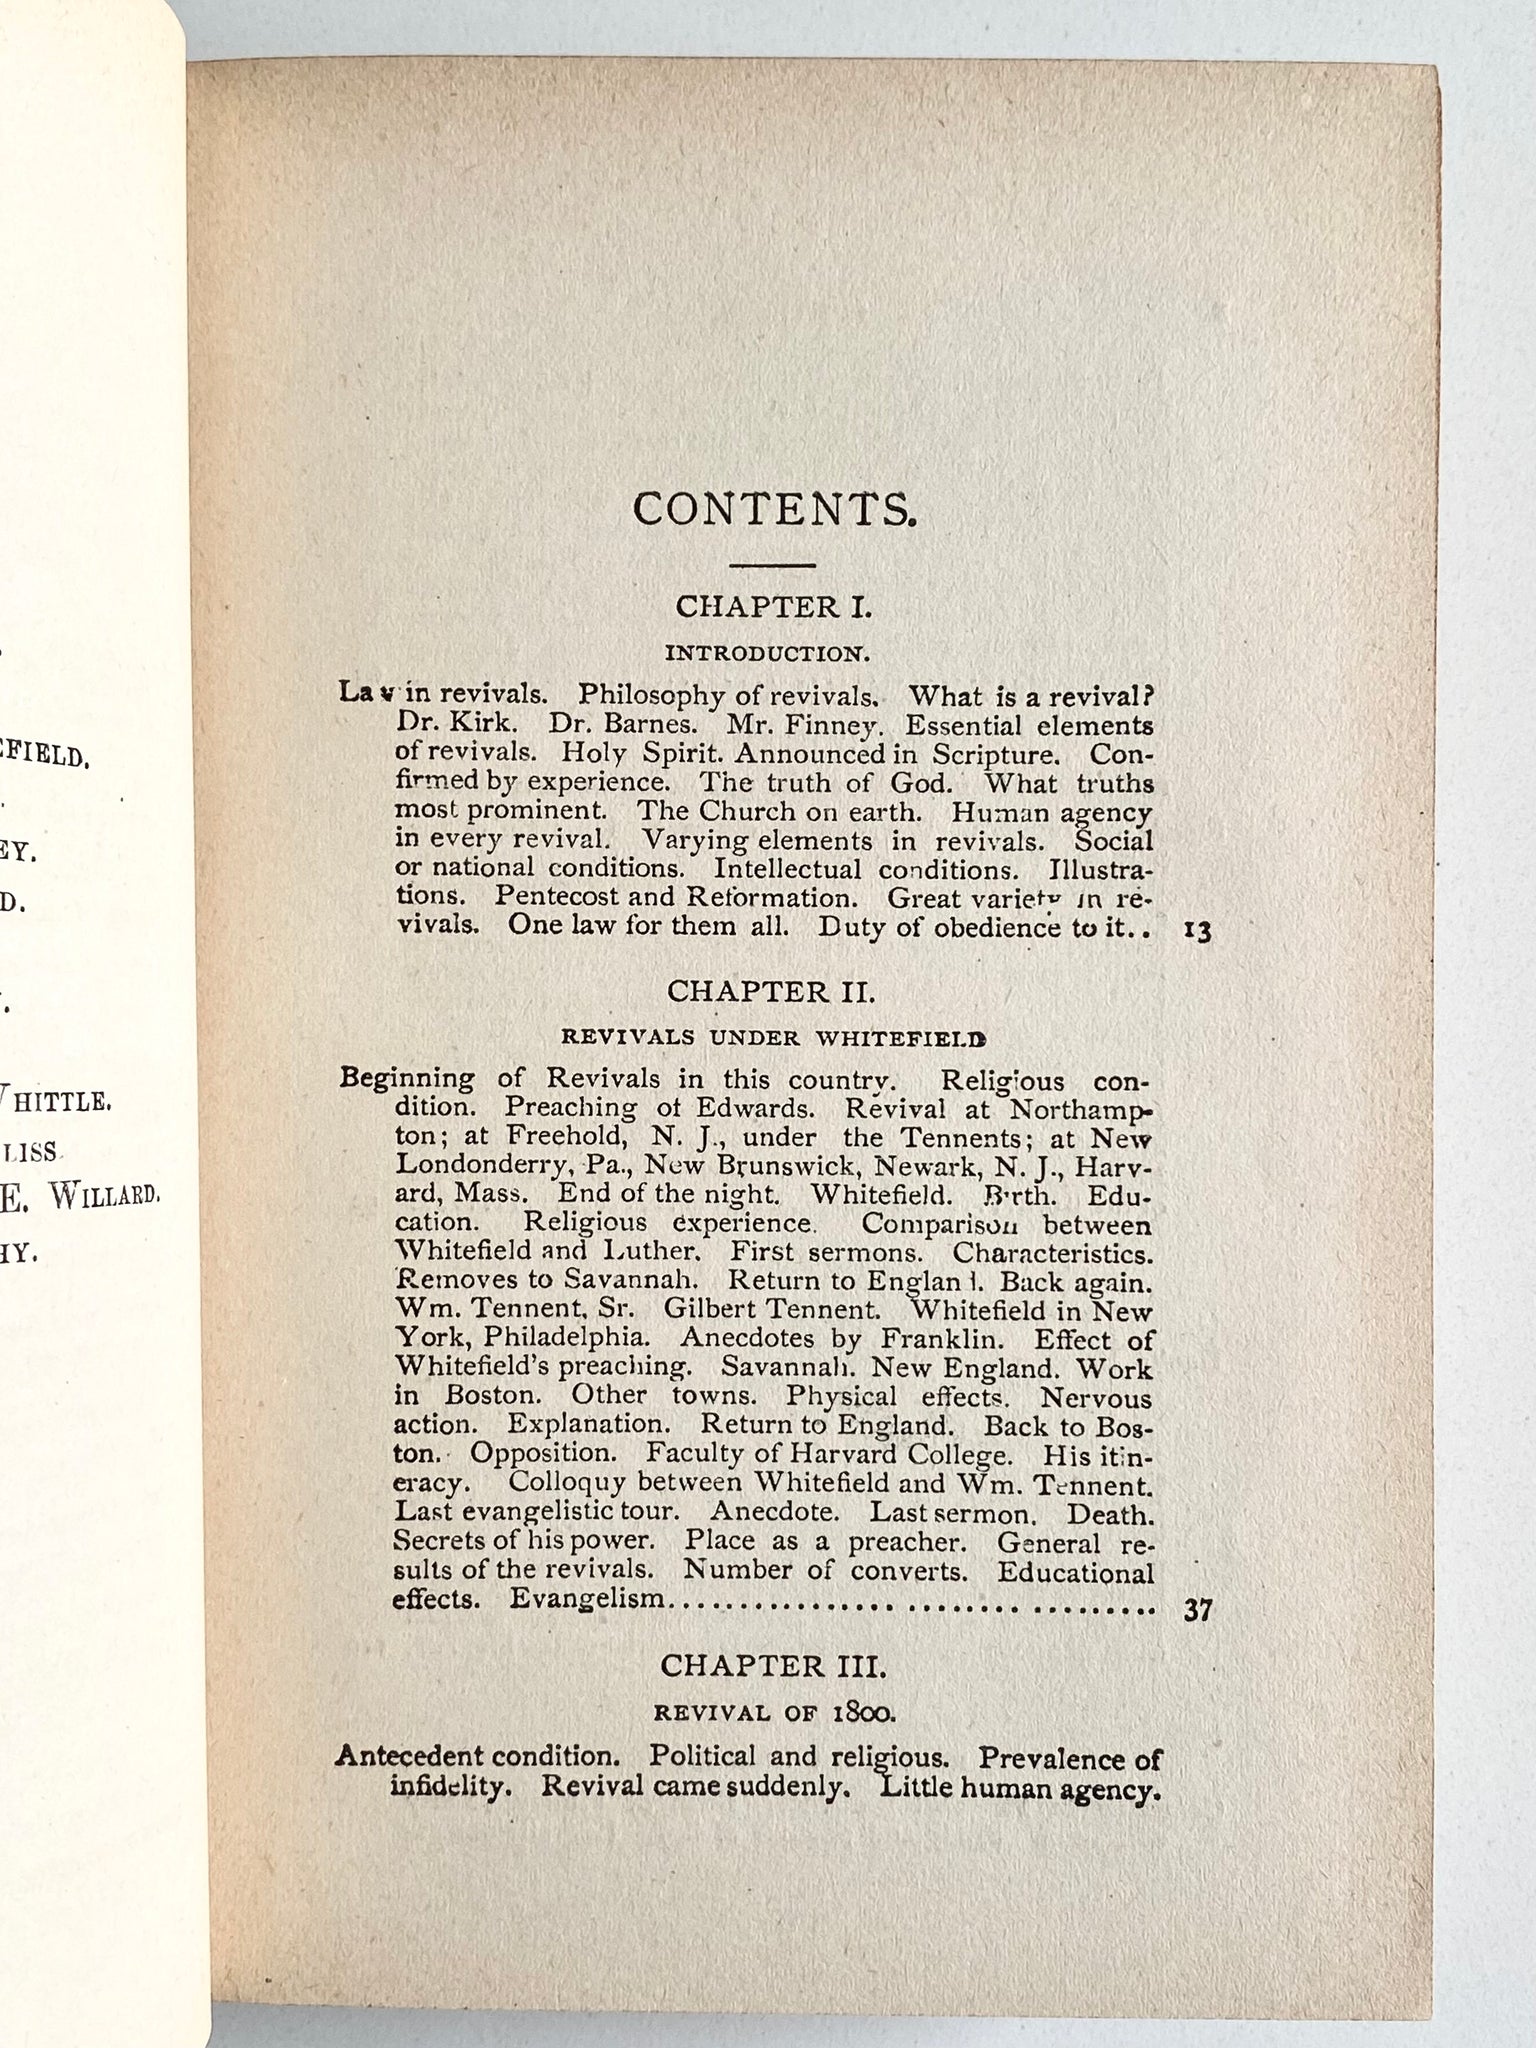 EFIELD.
EY.
D.
WHITTLE.
LISS
E. WILLARD.
HY.
CONTENTS.
CHAPTER I.
INTRODUCTION.
Law in revivals. Philosophy of revivals. What is a revival?
Dr. Kirk. Dr. Barnes. Mr. Finney. Essential elements
of revivals. Holy Spirit. Announced in Scripture. Con-
firmed by experience. The truth of God. What truths
most prominent. The Church on earth. Human agency
in every revival. Varying elements in revivals. Social
or national conditions. Intellectual conditions. Illustra-
tions. Pentecost and Reformation. Great variety in re-
vivals. One law for them all. Duty of obedience to it.. 13
CHAPTER II.
REVIVALS UNDER WHITEFIELD
Beginning of Revivals in this country. Religious con-
dition. Preaching of Edwards. Revival at Northamp-
ton; at Freehold, N. J., under the Tennents; at New
Londonderry, Pa., New Brunswick, Newark, N. J., Harv-
ard, Mass. End of the night. Whitefield. Birth. Edu-
cation. Religious experience. Comparison between
Whitefield and Luther. First sermons. Characteristics.
Removes to Savannah. Return to England. Back again.
Wm. Tennent, Sr. Gilbert Tennent. Whitefield in New
York, Philadelphia. Anecdotes by Franklin. Effect of
Whitefield's preaching. Savannah. New England. Work
in Boston. Other towns. Physical effects. Nervous
action. Explanation. Return to England. Back to Bos-
ton. Opposition. Faculty of Harvard College. His itin-
eracy. Colloquy between Whitefield and Wm. Tennent.
Last evangelistic tour. Anecdote. Last sermon. Death.
Secrets of his power. Place as a preacher. General re-
sults of the revivals. Number of converts. Educational
effects. Evangelism................................. 37
CHAPTER III.
REVIVAL OF 1800.
Antecedent condition. Political and religious. Prevalence of
infidelity. Revival came suddenly. Little human agency.